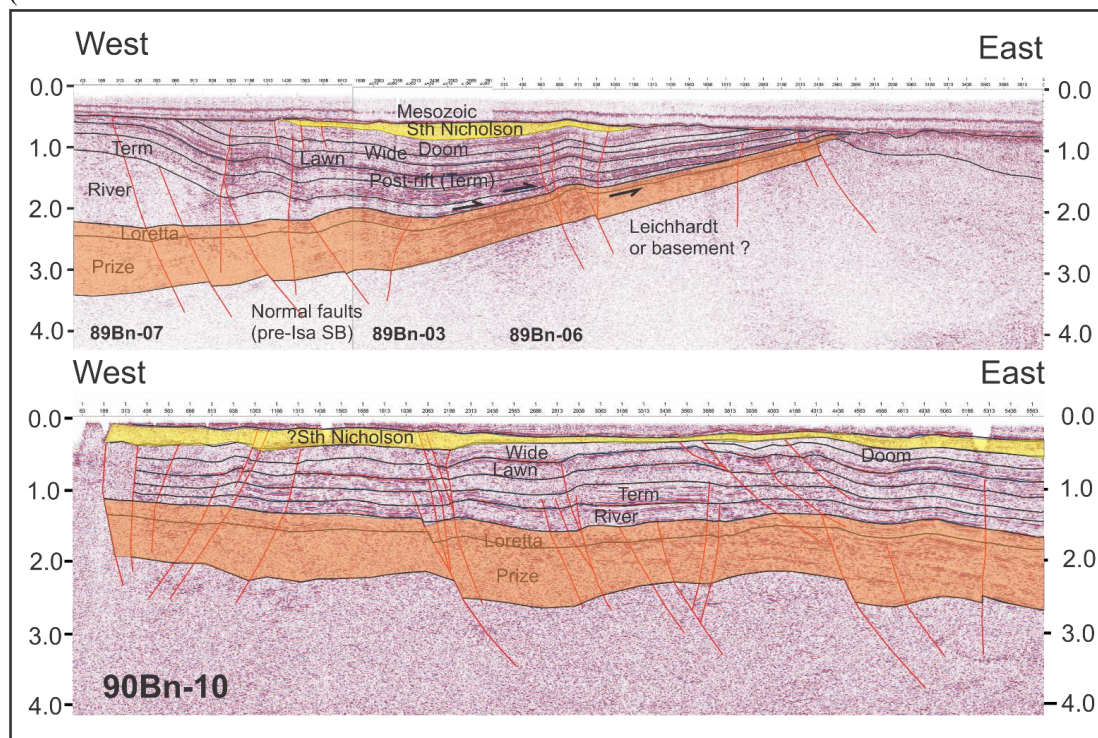 (
West
East
0.0
1.0
2.0
3.0
4.0
0.0
1.0
2.0
3.0
4.0
Mesozoic
Sth Nicholson
Term
Lawn
Wide
Doom
Post-rift (Term)
River
Loretta
Prize
Leichhardt
or basement ?
Normal faults
(pre-Isa SB)
89Bn-07
89Bn-03
89Bn-06
West
East
0.0
1.0
2.0
3.0
4.0
0.0
1.0
2.0
3.0
4.0
?Sth Nicholson
Wide
Lawn
Doom
Term
River
Loretta
Prize
90Bn-10